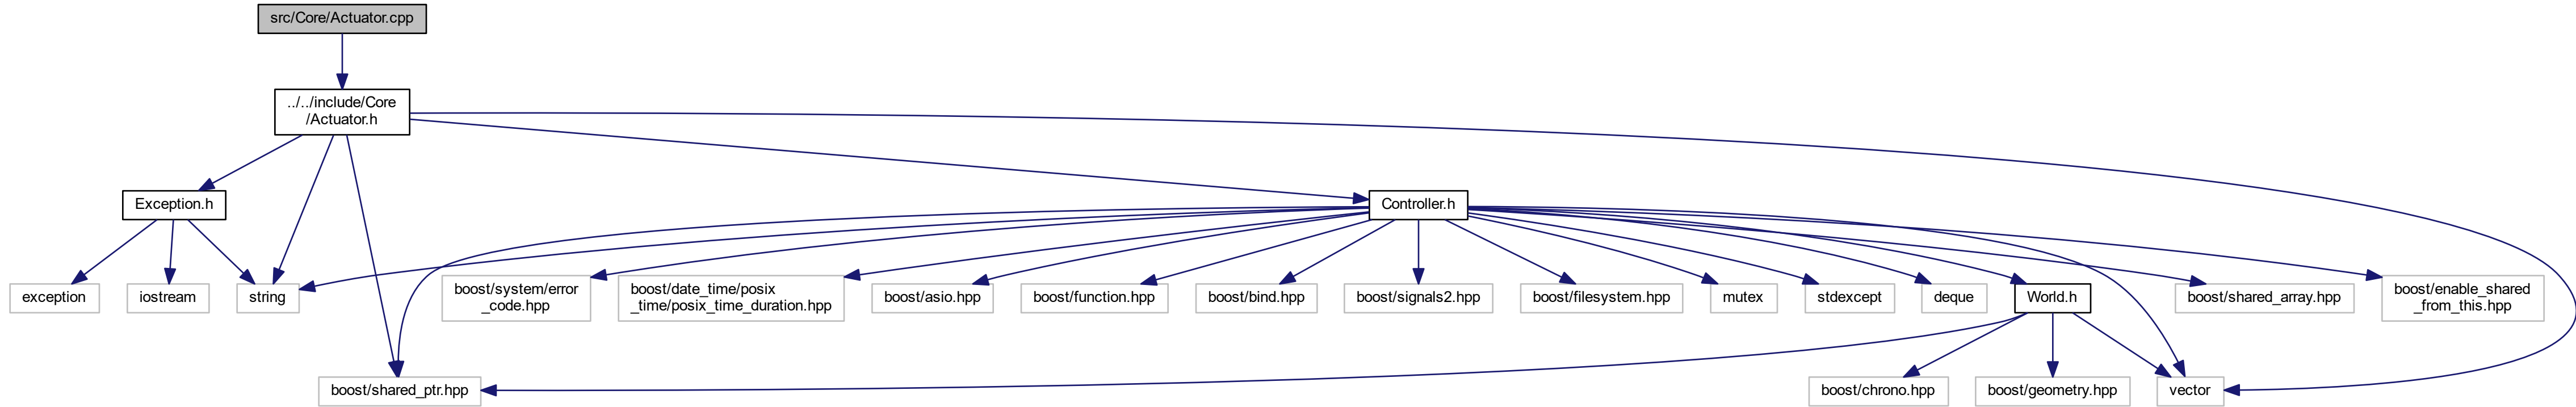 src/Core/Actuator.cpp
../../include/Core
/Actuator.h
Exception.h
Controller.h
exception
iostream
string
boost/system/error
_code.hpp
boost/date_time/posix
_time/posix_time_duration.hpp
boost/asio.hpp
boost/function.hpp
boost/bind.hpp
boost/signals2.hpp
boost/filesystem.hpp
mutex
stdexcept
deque
World.h
boost/shared_array.hpp
boost/enable_shared
_from_this.hpp
boost/shared_ptr.hpp
boost/chrono.hpp
boost/geometry.hpp
vector